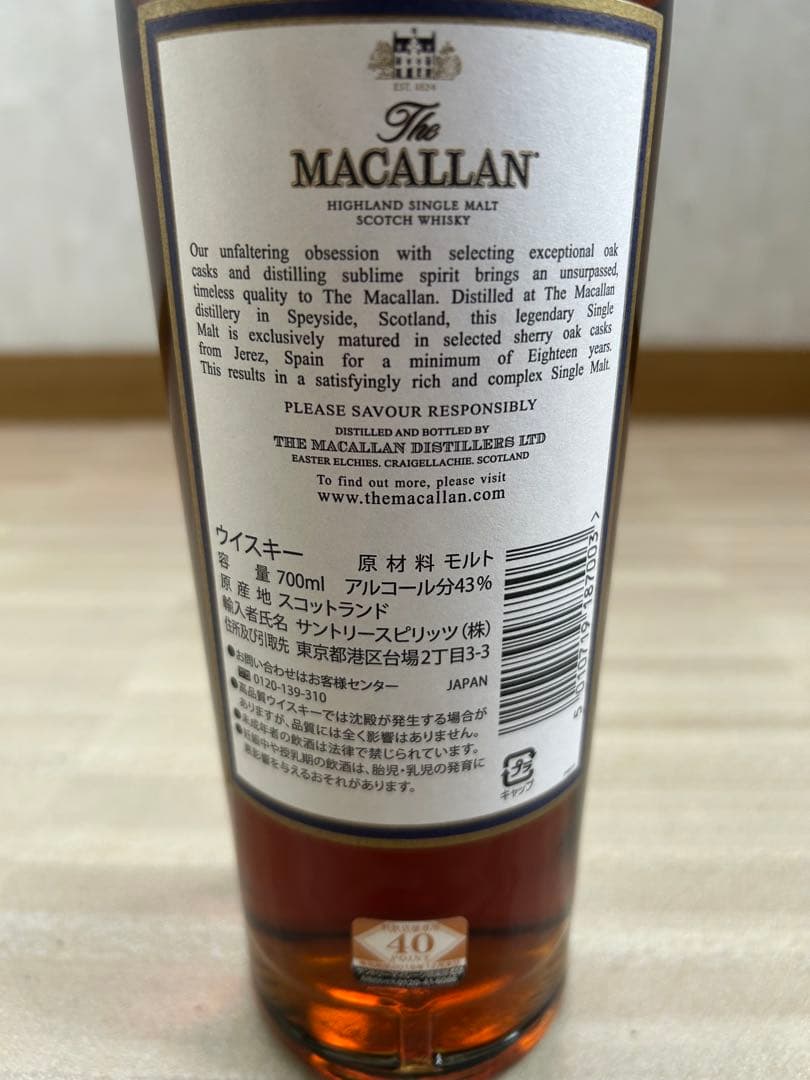 EST. 1824
The
MACALLAN
HIGHLAND SINGLE MALT
SCOTCH WHISKY
Our unfaltering obsession with selecting exceptional oak
casks and distilling sublime spirit brings an unsurpassed,
timeless quality to The Macallan. Distilled at The Macallan
distillery in Speyside, Scotland, this legendary Single
Malt is exclusively matured in selected sherry oak casks
from Jerez, Spain for a minimum of Eighteen years.
This results in a satisfyingly rich and complex Single Malt.
PLEASE SAVOUR RESPONSIBLY
DISTILLED AND BOTTLED BY
THE MACALLAN DISTILLERS LTD
EASTER ELCHIES. CRAIGELLACHIE. SCOTLAND
To find out more, please visit
www.themacallan.com
ウイスキー 原材料 モルト
容量 700ml アルコール分43%
原産地 スコットランド
輸入者氏名 サントリースピリッツ(株)
住所及び引取先 東京都港区台場2丁目3-3
●お問い合わせはお客様センター JAPAN
0120-139-310
●高品質ウイスキーでは沈殿が発生する場合が
ありますが、品質には全く影響はありません。
●未成年者の飲酒は法律で禁じられています。
●妊娠中や授乳期の飲酒は、胎児・乳児の発育に
悪影響を与えるおそれがあります。
5 010719 187003 >
プラ
キャップ
40
POINT